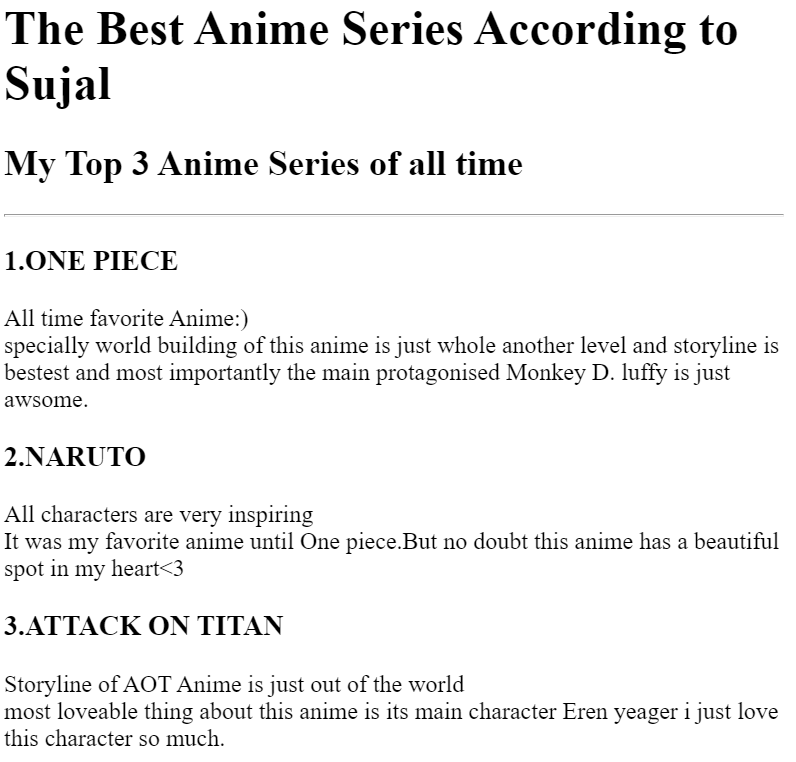 The Best Anime Series According to
Sujal
My Top 3 Anime Series of all time
1.ONE PIECE
All time favorite Anime:)
specially world building of this anime is just whole another level and storyline is
bestest and most importantly the main protagonised Monkey D. luffy is just
awsome.
2.NARUTO
All characters are very inspiring
It was my favorite anime until One piece.But no doubt this anime has a beautiful
spot in my heart<3
3.ATTACK ON TITAN
Storyline of AOT Anime is just out of the world
most loveable thing about this anime is its main character Eren yeager i just love
this character so much.